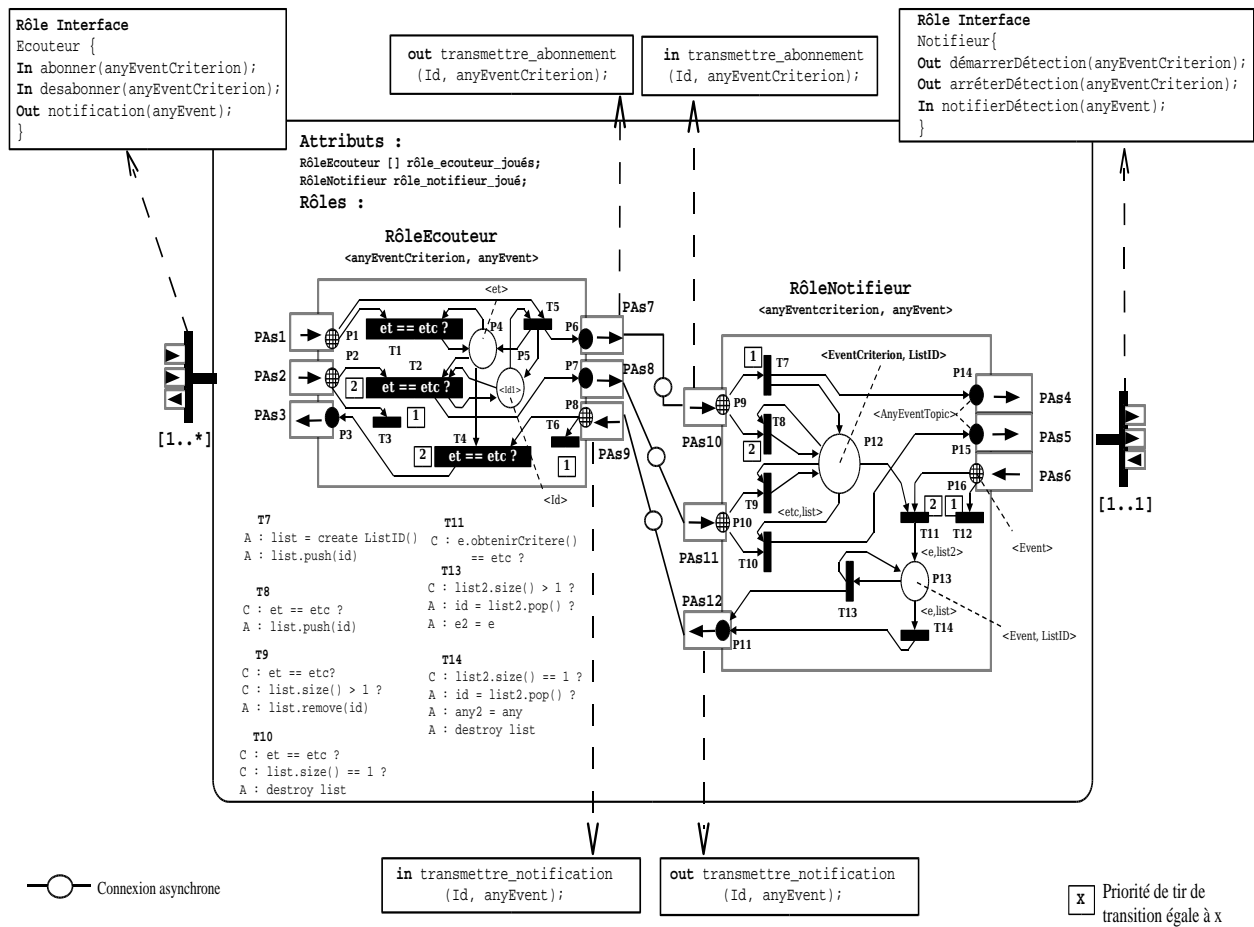 Rôle Interface
Ecouteur {
In abonner(anyEventCriterion);
In desabonner(anyEventCriterion);
Out notification(anyEvent);
}
out transmettre_abonnement
(Id, anyEventCriterion);
in transmettre_abonnement
(Id, anyEventCriterion);
Rôle Interface
Notifieur{
Out démarrerDétection(anyEventCriterion);
Out arréterDétection(anyEventCriterion);
In notifierDétection(anyEvent);
}
Attributs :
RôleEcouteur [] rôle_ecouteur_joués;
RôleNotifieur rôle_notifieur_joué;
Rôles :
RôleEcouteur
<anyEventCriterion, anyEvent>
<et>
PAs1
P1
et == etc ?
T1
P4
T5
P6
PAs7
P2
T2
P5
PAs2
2
et == etc ?
<Id1>
P7
PAs8
PAs3
P3
T3
1
T4
2
et == etc ?
P8
T6
1
PAs9
<Id>
[1..*]
RôleNotifieur
<anyEventcriterion, anyEvent>
1
T7
<EventCriterion, ListID>
P14
PAs4
P9
PAs10
T8
2
<AnyEventTopic>
P12
P15
PAs5
P16
PAs6
T9
<etc,list>
P10
PAs11
T10
2
1
T11
T12
<Event>
<e,list2>
P13
T13
<e,list>
T14
<Event, ListID>
PAs12
P11
[1..1]
T7
A : list = create ListID()
A : list.push(id)
T8
C : et == etc ?
A : list.push(id)
T9
C : et == etc?
C : list.size() > 1 ?
A : list.remove(id)
T10
C : et == etc ?
C : list.size() == 1 ?
A : destroy list
T11
C : e.obtenirCritere()
== etc ?
T13
C : list2.size() > 1 ?
A : id = list2.pop() ?
A : e2 = e
T14
C : list2.size() == 1 ?
A : id = list2.pop() ?
A : any2 = any
A : destroy list
in transmettre_notification
(Id, anyEvent);
out transmettre_notification
(Id, anyEvent);
Connexion asynchrone
X
Priorité de tir de
transition égale à x